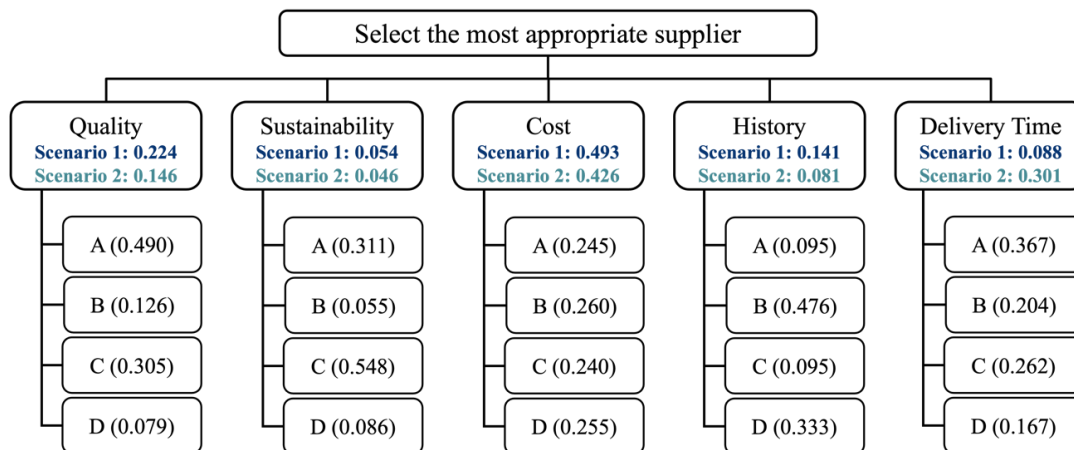 Select the most appropriate supplier
Quality
Scenario 1: 0.224
Scenario 2: 0.146
A (0.490)
B (0.126)
C (0.305)
D (0.079)
Sustainability
Scenario 1: 0.054
Scenario 2: 0.046
A (0.311)
B (0.055)
C (0.548)
D (0.086)
Cost
Scenario 1: 0.493
Scenario 2: 0.426
A (0.245)
B (0.260)
C (0.240)
D (0.255)
History
Scenario 1: 0.141
Scenario 2: 0.081
A (0.095)
B (0.476)
C (0.095)
D (0.333)
Delivery Time
Scenario 1: 0.088
Scenario 2: 0.301
A (0.367)
B (0.204)
C (0.262)
D (0.167)